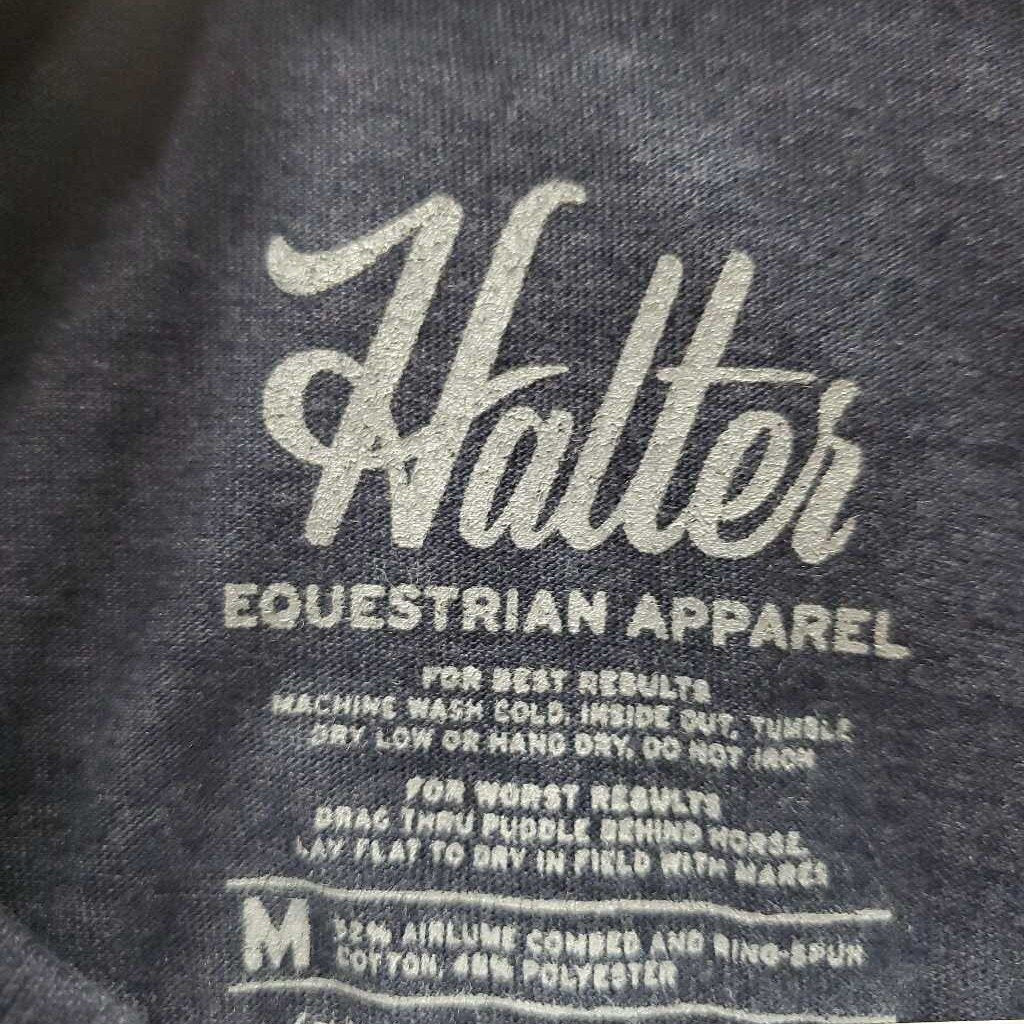 Halter
EQUESTRIAN APPAREL
FOR BEST RESULTS
MACHINE WASH COLD, INSIDE OUT, TUMBLE
DRY LOW OR HANG DRY, DO NOT IRON
FOR WORST RESULTS
DRAG THRU PUDDLE BEHIND HORSE.
LAY FLAT TO DRY IN FIELD WITH MARES
M
52% AIRLUME COMBED AND RING-SPUN
COTTON, 48% POLYESTER